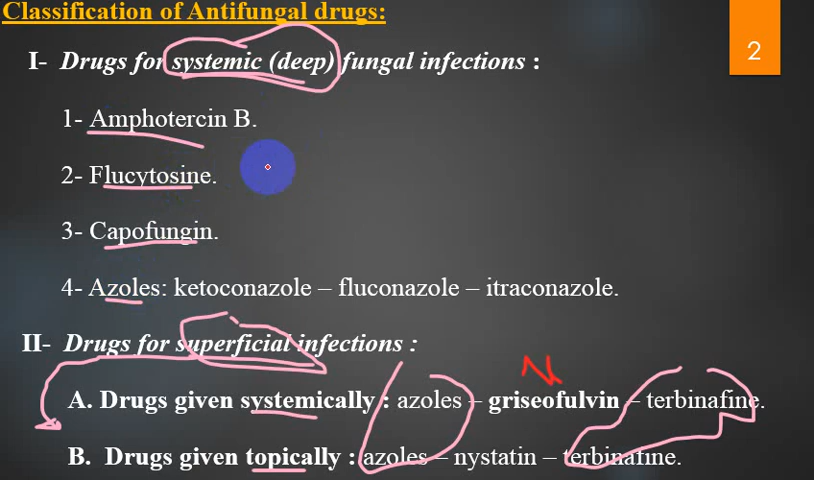 Classification of Antifungal drugs:
2
I- Drugs for systemic (deep) fungal infections :
1- Amphotercin B.
2- Flucytosine.
3- Capofungin.
4- Azoles: ketoconazole – fluconazole – itraconazole.
II- Drugs for superficial infections :
N
A. Drugs given systemically : azoles – griseofulvin – terbinafine.
B. Drugs given topically : azoles – nystatin – terbinafine.